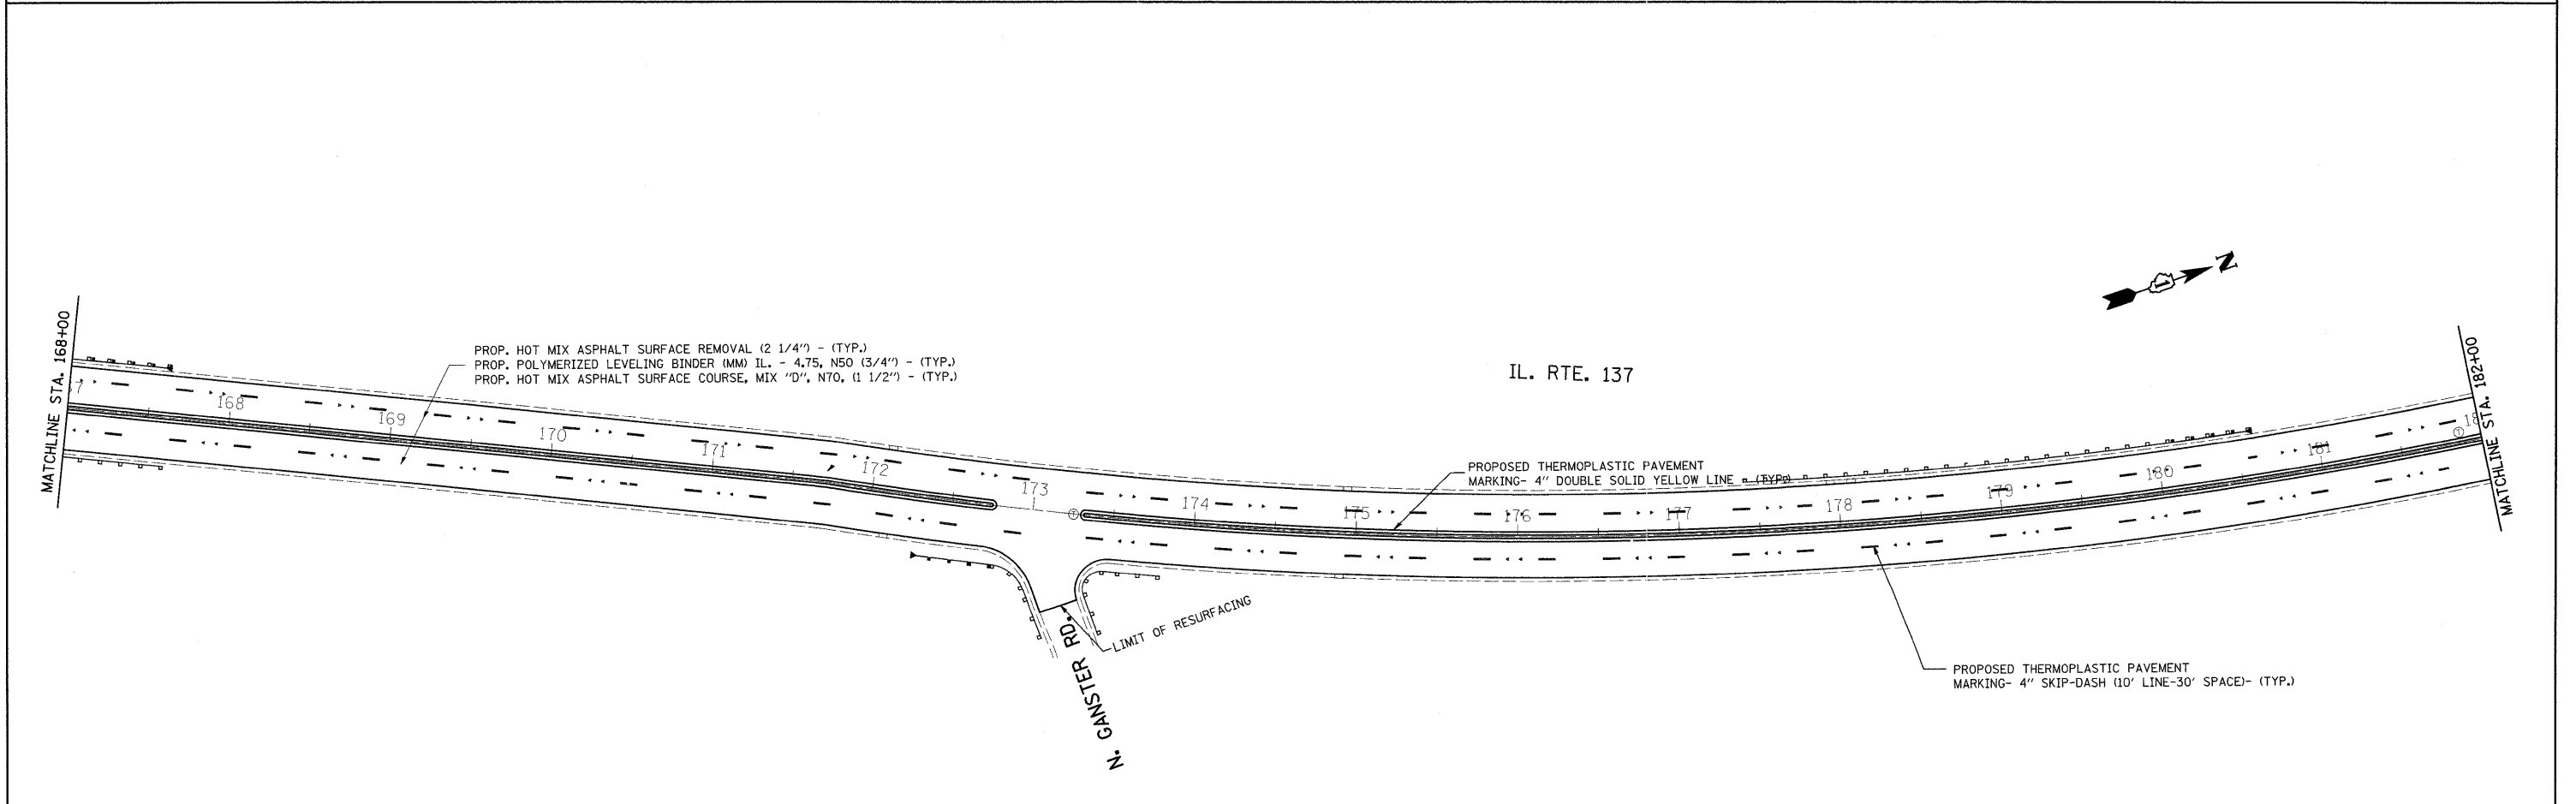 MATCHLINE STA. 168+00
PROP. HOT MIX ASPHALT SURFACE REMOVAL (2 1/4") - (TYP.)
PROP. POLYMERIZED LEVELING BINDER (MM) IL. - 4.75, N50 (3/4") - (TYP.)
PROP. HOT MIX ASPHALT SURFACE COURSE, MIX "D", N70, (1 1/2") - (TYP.)
IL. RTE. 137
N
1
MATCHLINE STA. 182+00
7
168
169
170
171
172
173
174
175
176
177
178
179
180
181
18
T
T
PROPOSED THERMOPLASTIC PAVEMENT
MARKING- 4" DOUBLE SOLID YELLOW LINE - (TYP.)
LIMIT OF RESURFACING
N. GANSTER RD.
PROPOSED THERMOPLASTIC PAVEMENT
MARKING- 4" SKIP-DASH (10' LINE-30' SPACE)- (TYP.)